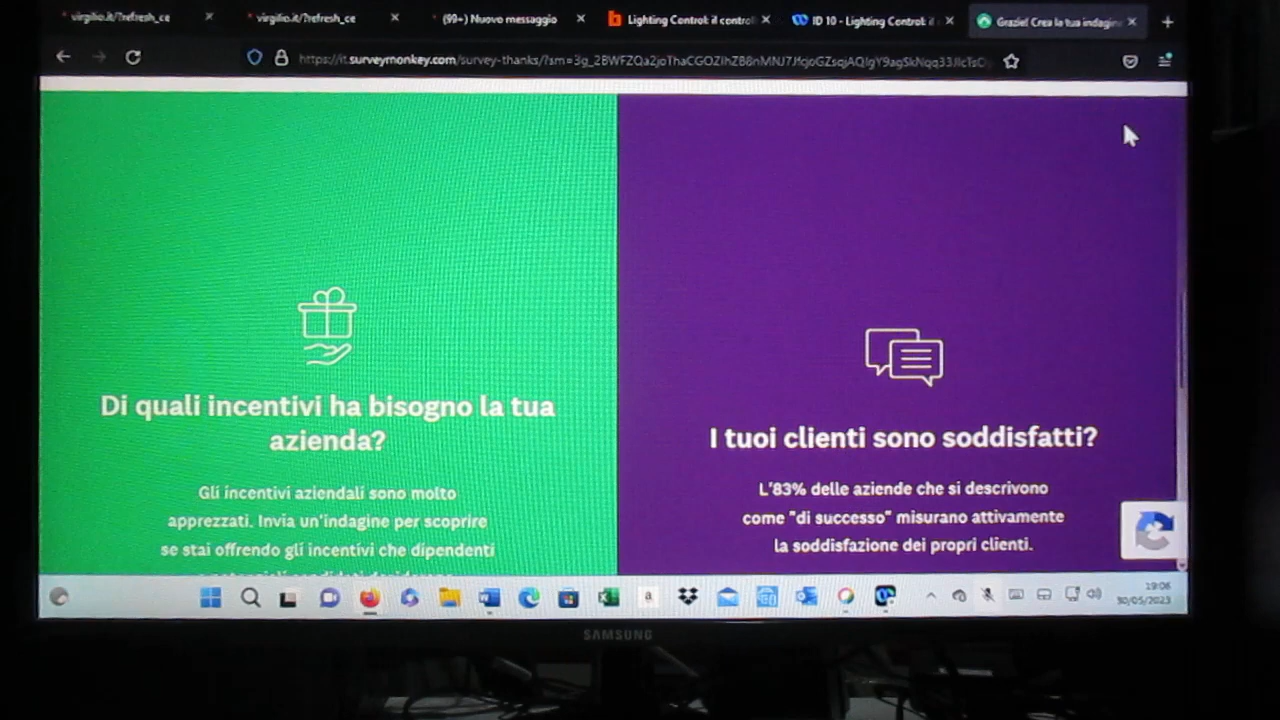 virgilio.it/?refresh_ce
virgilio.it/?refresh_ce
(99+) Nuovo messaggio
Lighting Control: il control
ID 10 - Lighting Control: il
Grazie! Crea la tua indagin
https://it.surveymonkey.com/survey-thanks/?sm=
Di quali incentivi ha bisogno la tua
azienda?
Gli incentivi aziendali sono molto
apprezzati. Invia un'indagine per scoprire
se stai offrendo gli incentivi che dipendenti
I tuoi clienti sono soddisfatti?
L'83% delle aziende che si descrivono
come "di successo" misurano attivamente
la soddisfazione dei propri clienti.
19:06
30/05/2023
SAMSUNG